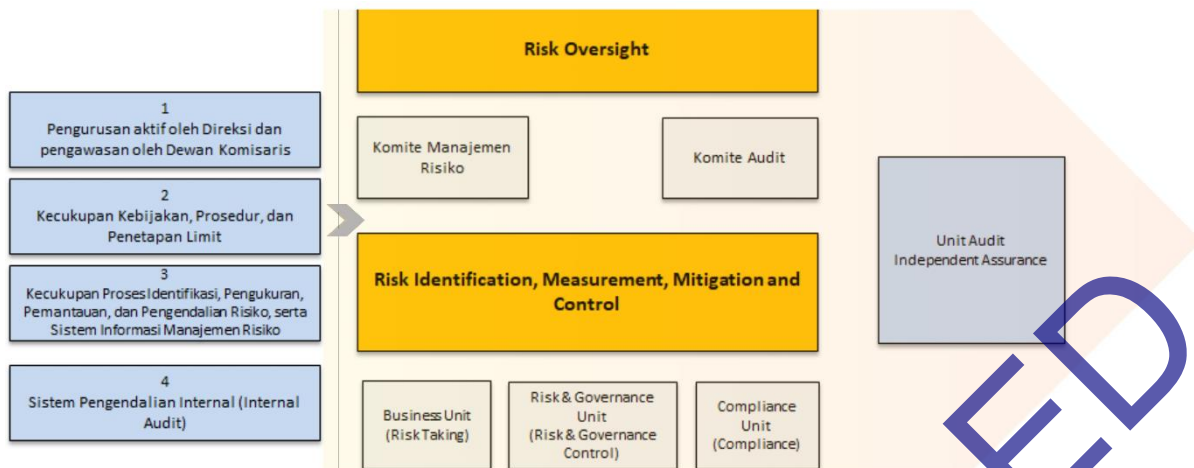 1
Pengurusan aktif oleh Direksi dan
pengawasan oleh Dewan Komisaris
2
Kecukupan Kebijakan, Prosedur, dan
Penetapan Limit
3
Kecukupan Proses Identifikasi, Pengukuran,
Pemantauan, dan Pengendalian Risiko, serta
Sistem Informasi Manajemen Risiko
4
Sistem Pengendalian Internal (Internal
Audit)
Risk Oversight
Komite Manajemen
Risiko
Komite Audit
Risk Identification, Measurement, Mitigation and
Control
Business Unit
(Risk Taking)
Risk & Governance
Unit
(Risk & Governance
Control)
Compliance
Unit
(Compliance)
Unit Audit
Independent Assurance
ED